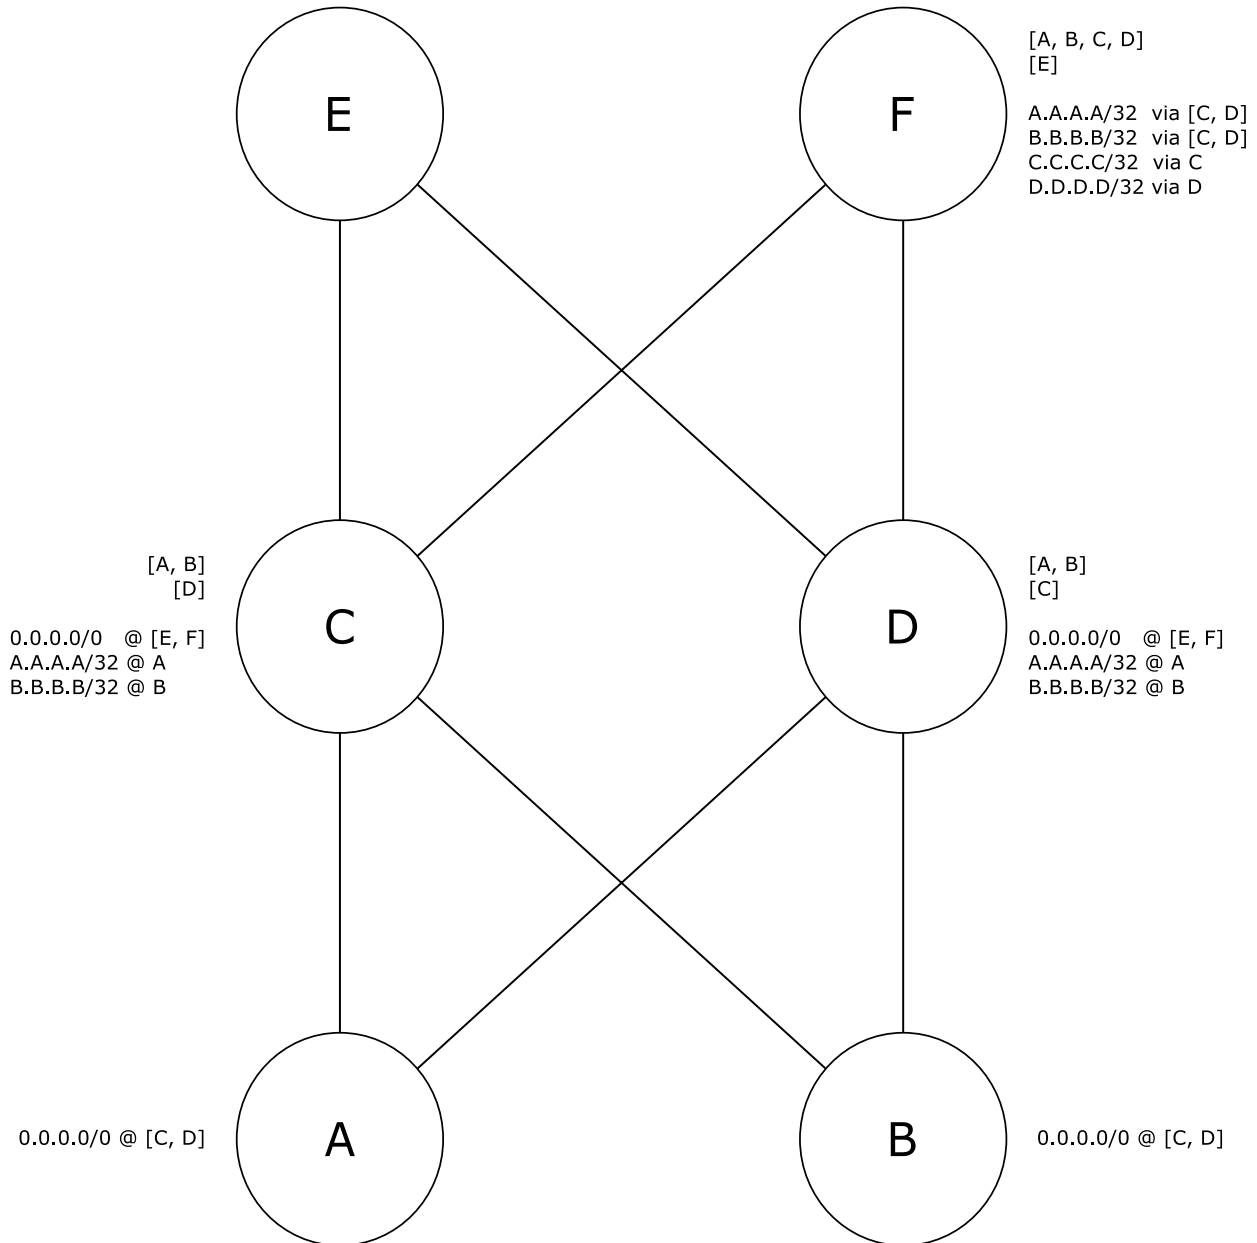 E
F
[A, B, C, D]
[E]
A.A.A.A/32 via [C, D]
B.B.B.B/32 via [C, D]
C.C.C.C/32 via C
D.D.D.D/32 via D
[A, B]
[D]
0.0.0.0/0 @ [E, F]
A.A.A.A/32 @ A
B.B.B.B/32 @ B
C
D
[A, B]
[C]
0.0.0.0/0 @ [E, F]
A.A.A.A/32 @ A
B.B.B.B/32 @ B
0.0.0.0/0 @ [C, D]
A
B
0.0.0.0/0 @ [C, D]